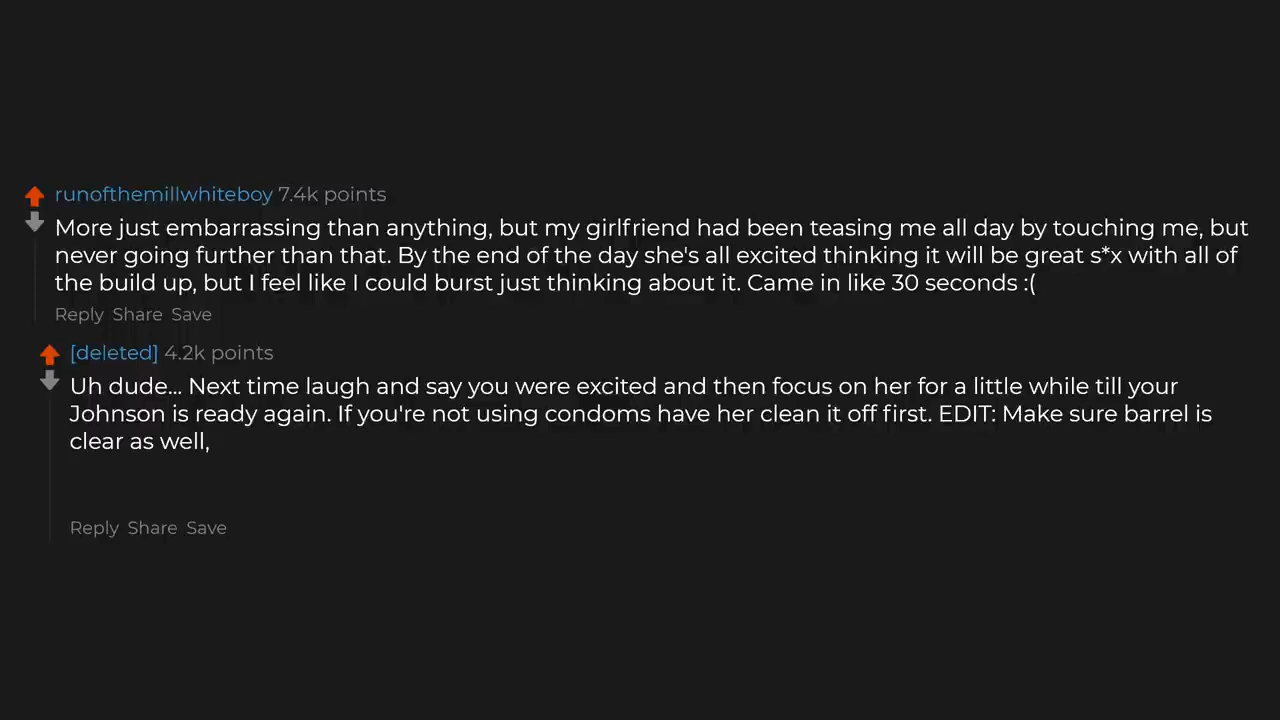 runofthemillwhiteboy 7.4k points
More just embarrassing than anything, but my girlfriend had been teasing me all day by touching me, but
never going further than that. By the end of the day she's all excited thinking it will be great s*x with all of
the build up, but I feel like I could burst just thinking about it. Came in like 30 seconds :(
Reply Share Save
[deleted] 4.2k points
Uh dude... Next time laugh and say you were excited and then focus on her for a little while till your
Johnson is ready again. If you're not using condoms have her clean it off first. EDIT: Make sure barrel is
clear as well,
Reply Share Save